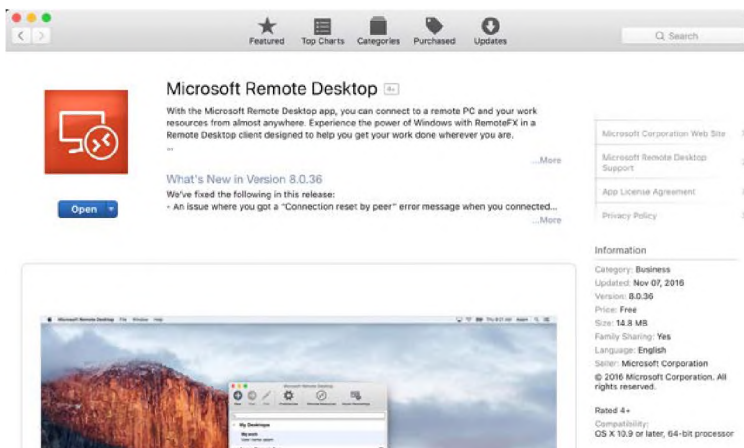 Featured Top Charts Categories Purchased Updates
Search
Microsoft Remote Desktop 4+
With the Microsoft Remote Desktop app, you can connect to a remote PC and your work
resources from almost anywhere. Experience the power of Windows with RemoteFX in a
Remote Desktop client designed to help you get your work done wherever you are.
...
...More
What's New in Version 8.0.36
We've fixed the following in this release:
- An issue where you got a "Connection reset by peer" error message when you connected...
...More
Open
Microsoft Corporation Web Site
Microsoft Remote Desktop
Support
App License Agreement
Privacy Policy
Information
Category: Business
Updated: Nov 07, 2016
Version: 8.0.36
Price: Free
Size: 14.8 MB
Family Sharing: Yes
Language: English
Seller: Microsoft Corporation
© 2016 Microsoft Corporation. All
rights reserved.
Rated 4+
Compatibility:
OS X 10.9 or later, 64-bit processor
Microsoft Remote Desktop File Window Help
Microsoft Remote Desktop
My Desktops